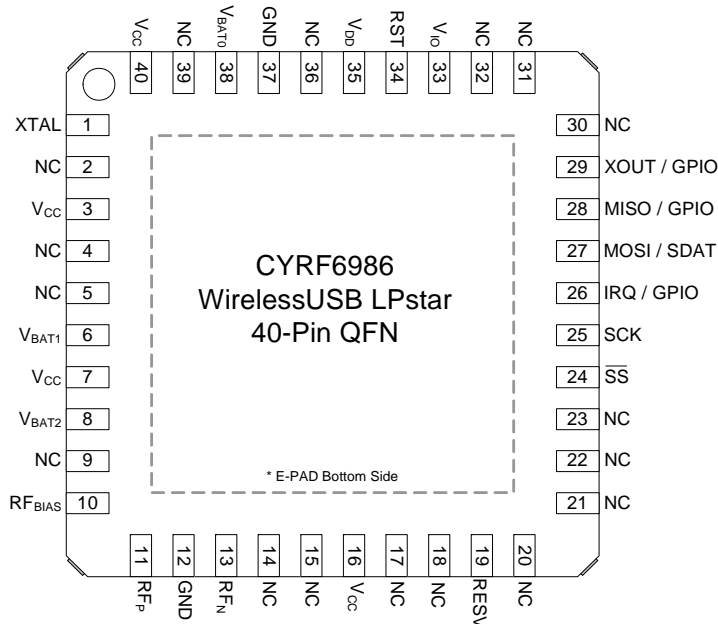 VCC
NC
VBAT0
GND
NC
VDD
RST
VIO
NC
NC
40
39
38
37
36
35
34
33
32
31
XTAL 1
NC 2
VCC 3
NC 4
NC 5
VBAT1 6
VCC 7
VBAT2 8
NC 9
RFBIAS 10
CYRF6986
WirelessUSB LPstar
40-Pin QFN
* E-PAD Bottom Side
30 NC
29 XOUT / GPIO
28 MISO / GPIO
27 MOSI / SDAT
26 IRQ / GPIO
25 SCK
24 S̅S̅
23 NC
22 NC
21 NC
11
12
13
14
15
16
17
18
19
20
RFP
GND
RFN
NC
NC
VCC
NC
NC
RESV
NC